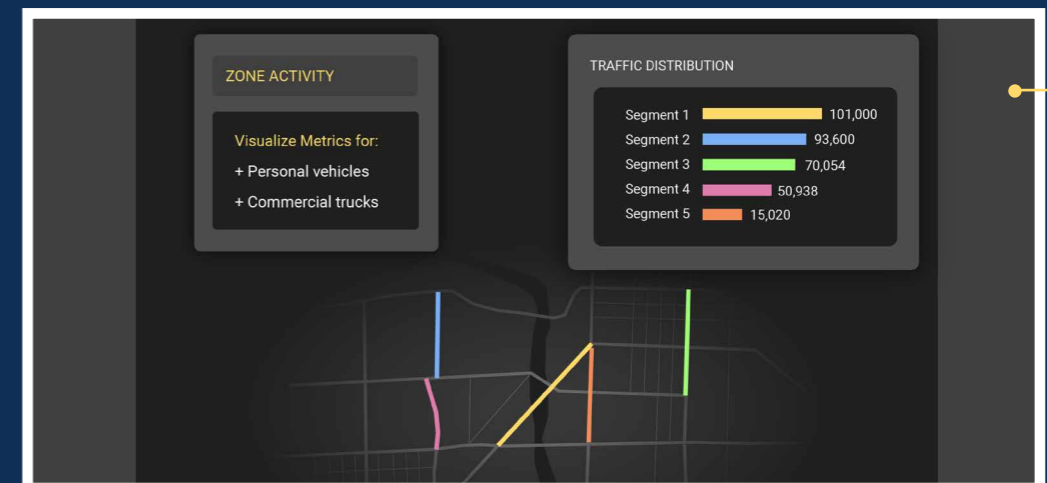 ZONE ACTIVITY
Visualize Metrics for:
+ Personal vehicles
+ Commercial trucks
TRAFFIC DISTRIBUTION
Segment 1 101,000
Segment 2 93,600
Segment 3 70,054
Segment 4 50,938
Segment 5 15,020